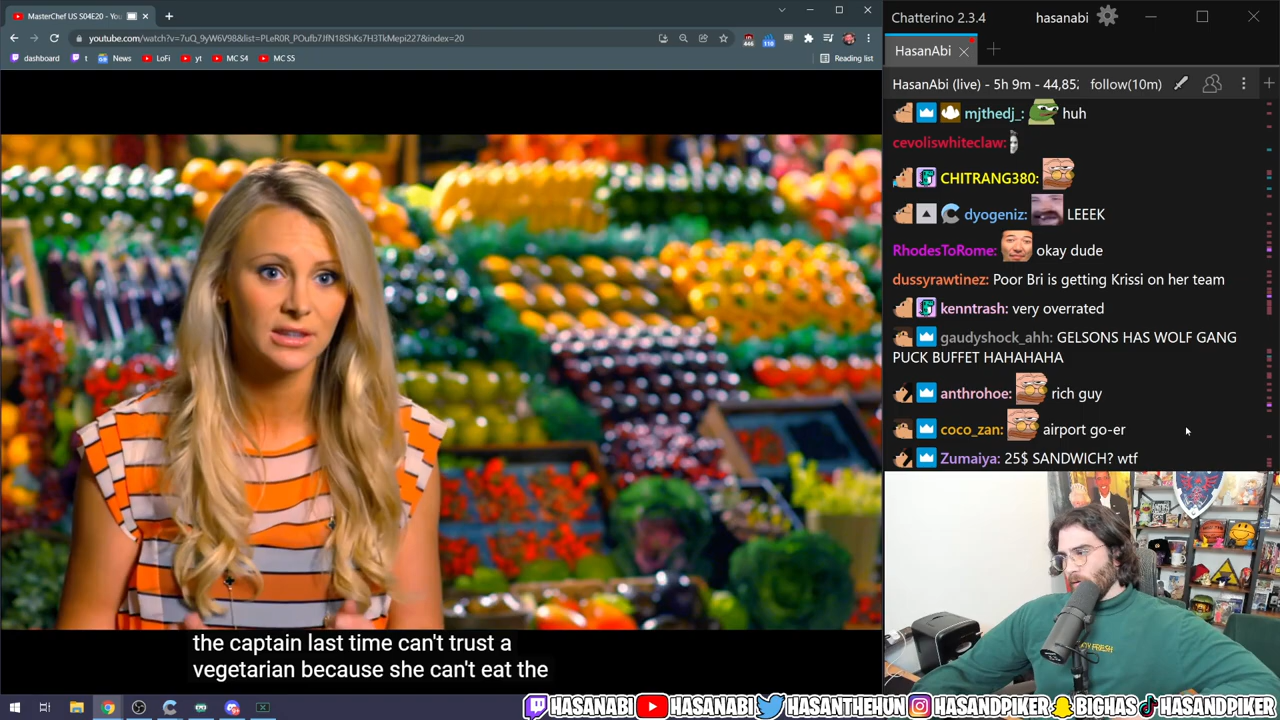 MasterChef US S04E20 - You
Chatterino 2.3.4
hasanabi
youtube.com/watch?v=7uQ_9yW6V98&list=PLeR0R_POufb7JfN18ShKs7H3TkMepi227&index=20
446
110
HasanAbi
dashboard
t
News
LoFi
yt
MC S4
MC S5
Reading list
HasanAbi (live) - 5h 9m - 44,85
follow(10m)
mjthedj_: huh
cevoliswhiteclaw:
CHITRANG380:
dyogeniz: LEEEK
RhodesToRome: okay dude
dussyrawtinez: Poor Bri is getting Krissi on her team
kenntrash: very overrated
gaudyshock_ahh: GELSONS HAS WOLF GANG
PUCK BUFFET HAHAHAHA
anthrohoe: rich guy
coco_zan: airport go-er
Zumaiya: 25$ SANDWICH? wtf
the captain last time can't trust a
vegetarian because she can't eat the
HASANABI HASANABI HASANTHEHUN HASANDPIKER BIGHAS HASANDPIKER